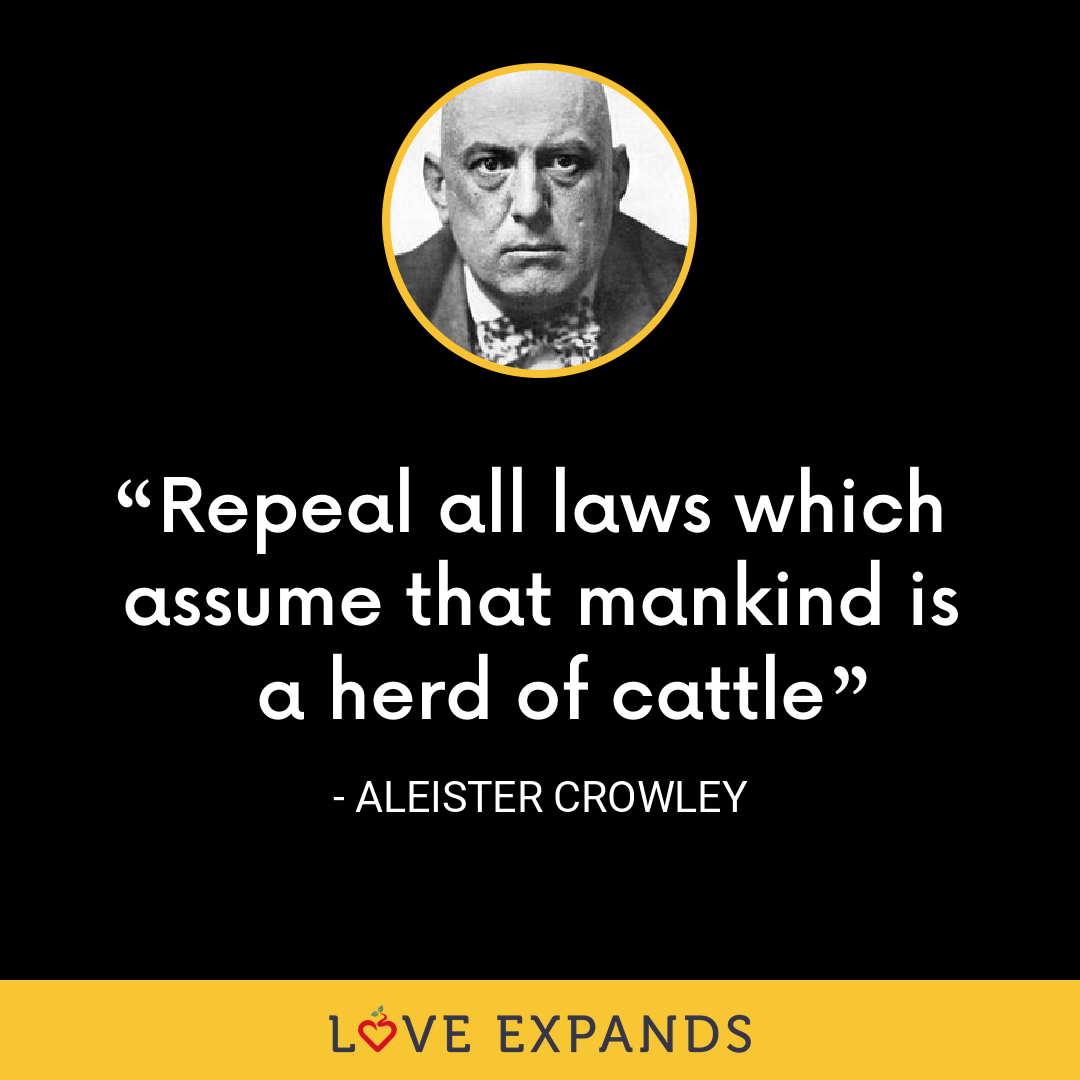 “Repeal all laws which
assume that mankind is
a herd of cattle”
- ALEISTER CROWLEY
LOVE EXPANDS